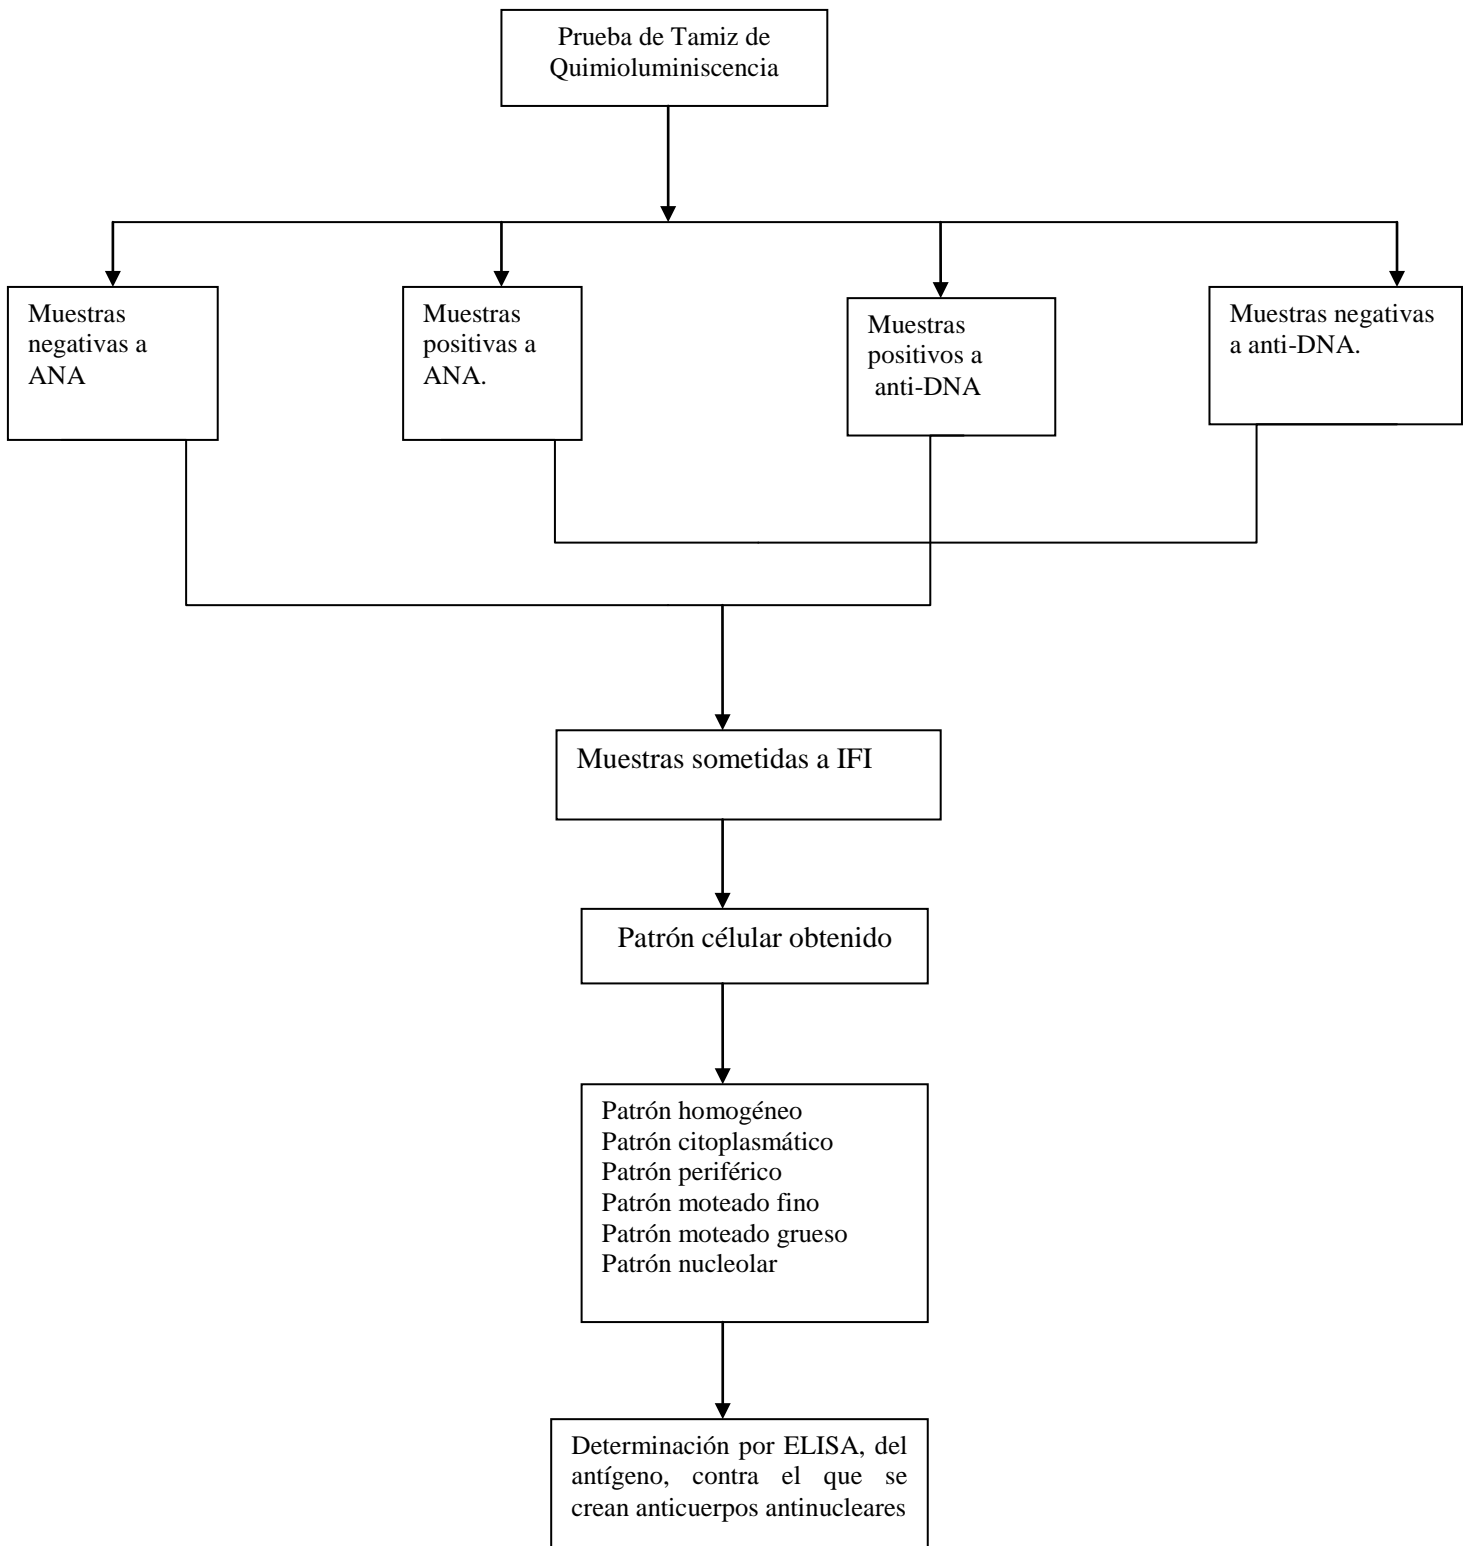 Prueba de Tamiz de
Quimioluminiscencia
Muestras
negativas a
ANA
Muestras
positivas a
ANA.
Muestras
positivos a
anti-DNA
Muestras negativas
a anti-DNA.
Muestras sometidas a IFI
Patrón célular obtenido
Patrón homogéneo
Patrón citoplasmático
Patrón periférico
Patrón moteado fino
Patrón moteado grueso
Patrón nucleolar
Determinación por ELISA, del
antígeno, contra el que se
crean anticuerpos antinucleares